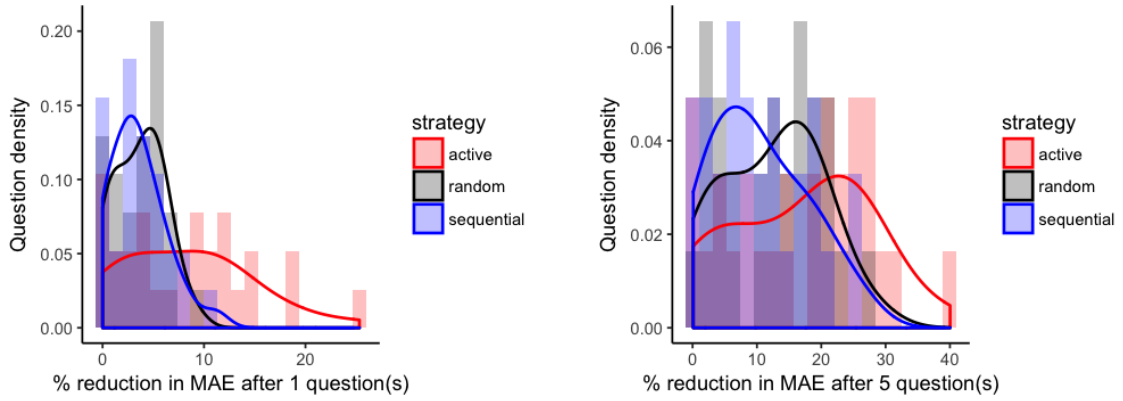 Question density
0.20
0.15
0.10
0.05
0.00
0 10 20
% reduction in MAE after 1 question(s)
strategy
active
random
sequential
Question density
0.06
0.04
0.02
0.00
0 10 20 30 40
% reduction in MAE after 5 question(s)
strategy
active
random
sequential